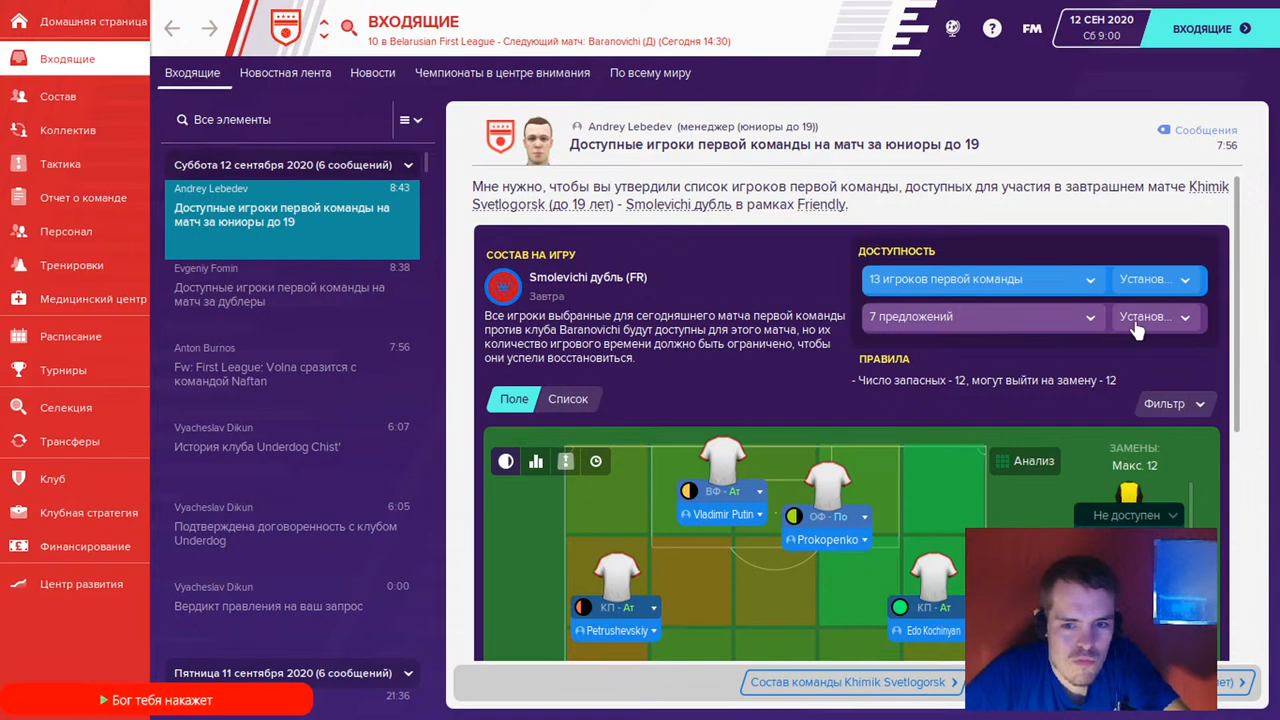 Домашняя страница
Входящие
Состав
Коллектив
Тактика
Отчет о команде
Персонал
Тренировки
Медицинский центр
Расписание
Турниры
Селекция
Трансферы
Клуб
Клубная стратегия
Финансирование
Центр развития
Бог тебя накажет
ВХОДЯЩИЕ
10 в Belarusian First League - Следующий матч: Baranovichi (Д) (Сегодня 14:30)
?
FM
12 СЕН 2020
Сб 9:00
ВХОДЯЩИЕ
Входящие
Новостная лента
Новости
Чемпионаты в центре внимания
По всему миру
Все элементы
Суббота 12 сентября 2020 (6 сообщений)
Andrey Lebedev 8:43
Доступные игроки первой команды на
матч за юниоры до 19
Evgeniy Fomin 8:38
Доступные игроки первой команды на
матч за дублеры
Anton Burnos 7:56
Fw: First League: Volna сразится с
командой Naftan
Vyacheslav Dikun 6:07
История клуба Underdog Chist'
Vyacheslav Dikun 6:05
Подтверждена договоренность с клубом
Underdog
Vyacheslav Dikun 0:00
Вердикт правления на ваш запрос
Пятница 11 сентября 2020 (6 сообщений)
21:36
Andrey Lebedev (менеджер (юниоры до 19))
Доступные игроки первой команды на матч за юниоры до 19
Сообщения
7:56
Мне нужно, чтобы вы утвердили список игроков первой команды, доступных для участия в завтрашнем матче Khimik
Svetlogorsk (до 19 лет) - Smolevichi дубль в рамках Friendly.
СОСТАВ НА ИГРУ
Smolevichi дубль (FR)
Завтра
Все игроки выбранные для сегодняшнего матча первой команды
против клуба Baranovichi будут доступны для этого матча, но их
количество игрового времени должно быть ограничено, чтобы
они успели восстановиться.
ДОСТУПНОСТЬ
13 игроков первой команды
Установ...
7 предложений
Установ...
ПРАВИЛА
- Число запасных - 12, могут выйти на замену - 12
Фильтр
Поле
Список
Анализ
ЗАМЕНЫ:
Макс. 12
Не доступен
ВФ - Ат
Vladimir Putin
ОФ - По
Prokopenko
КП - Ат
Petrushevskiy
КП - Ат
Edo Kochinyan
Состав команды Khimik Svetlogorsk
ет)